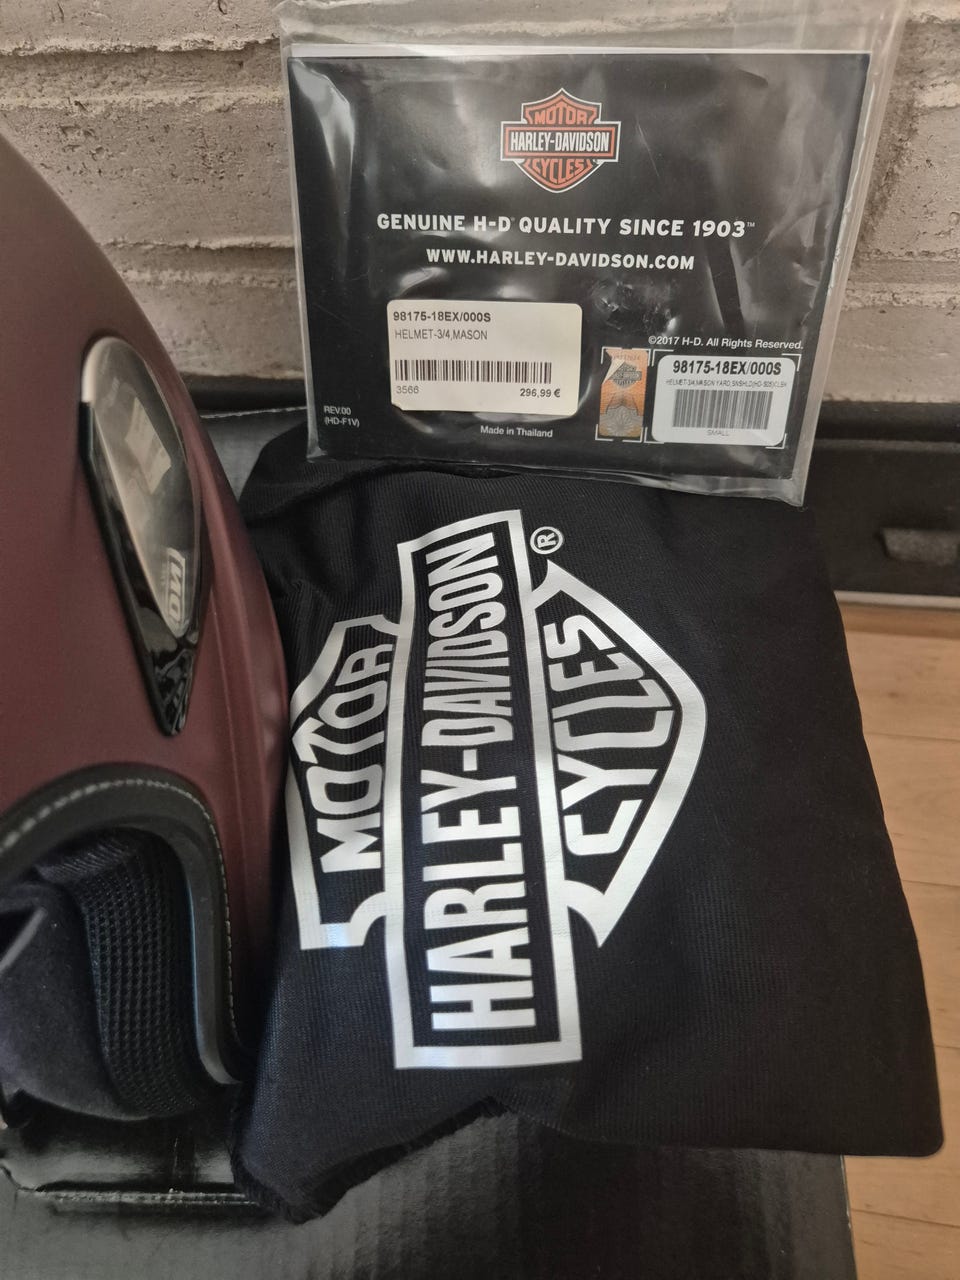 MOTOR
HARLEY-DAVIDSON
CYCLES
GENUINE H-D® QUALITY SINCE 1903™
WWW.HARLEY-DAVIDSON.COM
98175-18EX/000S
HELMET-3/4,MASON
3566
296,99 €
©2017 H-D. All Rights Reserved.
98175-18EX/000S
SMALL
REV.00
(HD-F1V)
Made in Thailand
MOTOR
HARLEY-DAVIDSON
CYCLES
®